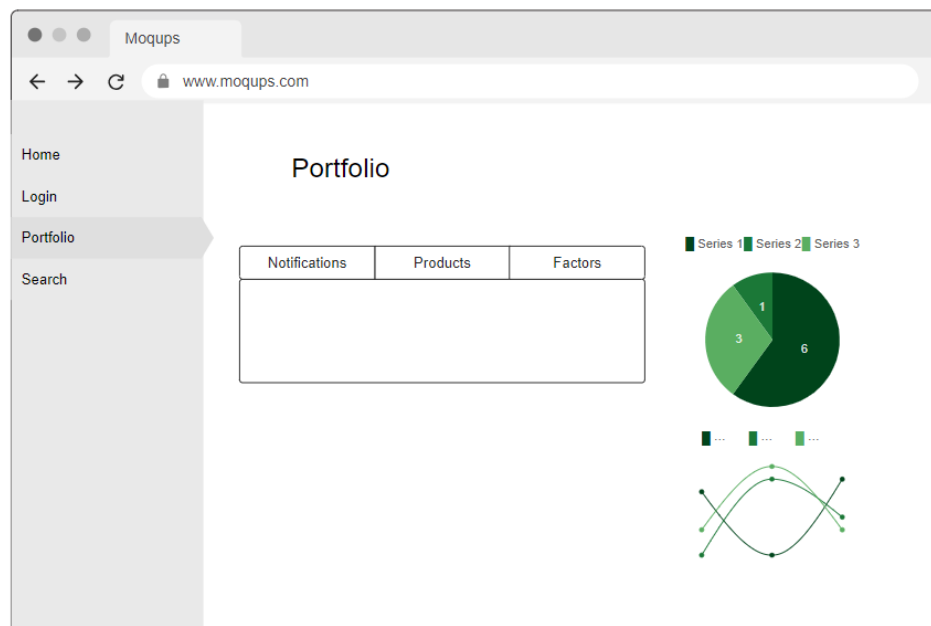 Moqups
www.moqups.com
Home
Login
Portfolio
Search
Portfolio
Notifications Products Factors
Series 1 Series 2 Series 3
1
3
6
... ... ...